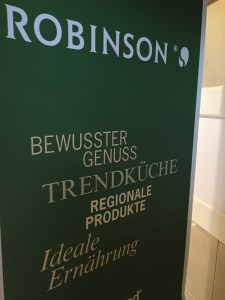 ROBINSON®
BEWUSSTER
GENUSS
TRENDKÜCHE
REGIONALE
PRODUKTE
Ideale
Ernährung